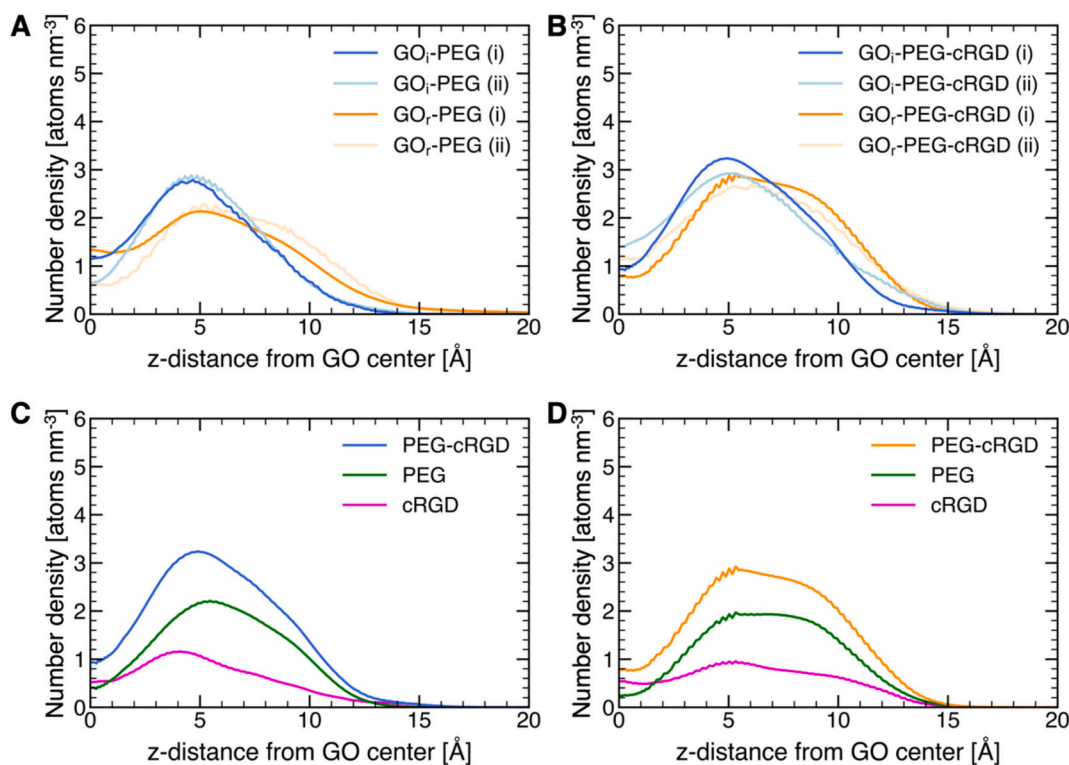 A
Number density [atoms nm⁻³]
6
5
4
3
2
1
0
GOᵢ-PEG (i)
GOᵢ-PEG (ii)
GOᵣ-PEG (i)
GOᵣ-PEG (ii)
0 5 10 15 20
z-distance from GO center [Å]
B
Number density [atoms nm⁻³]
6
5
4
3
2
1
0
GOᵢ-PEG-cRGD (i)
GOᵢ-PEG-cRGD (ii)
GOᵣ-PEG-cRGD (i)
GOᵣ-PEG-cRGD (ii)
0 5 10 15 20
z-distance from GO center [Å]
C
Number density [atoms nm⁻³]
6
5
4
3
2
1
0
PEG-cRGD
PEG
cRGD
0 5 10 15 20
z-distance from GO center [Å]
D
Number density [atoms nm⁻³]
6
5
4
3
2
1
0
PEG-cRGD
PEG
cRGD
0 5 10 15 20
z-distance from GO center [Å]